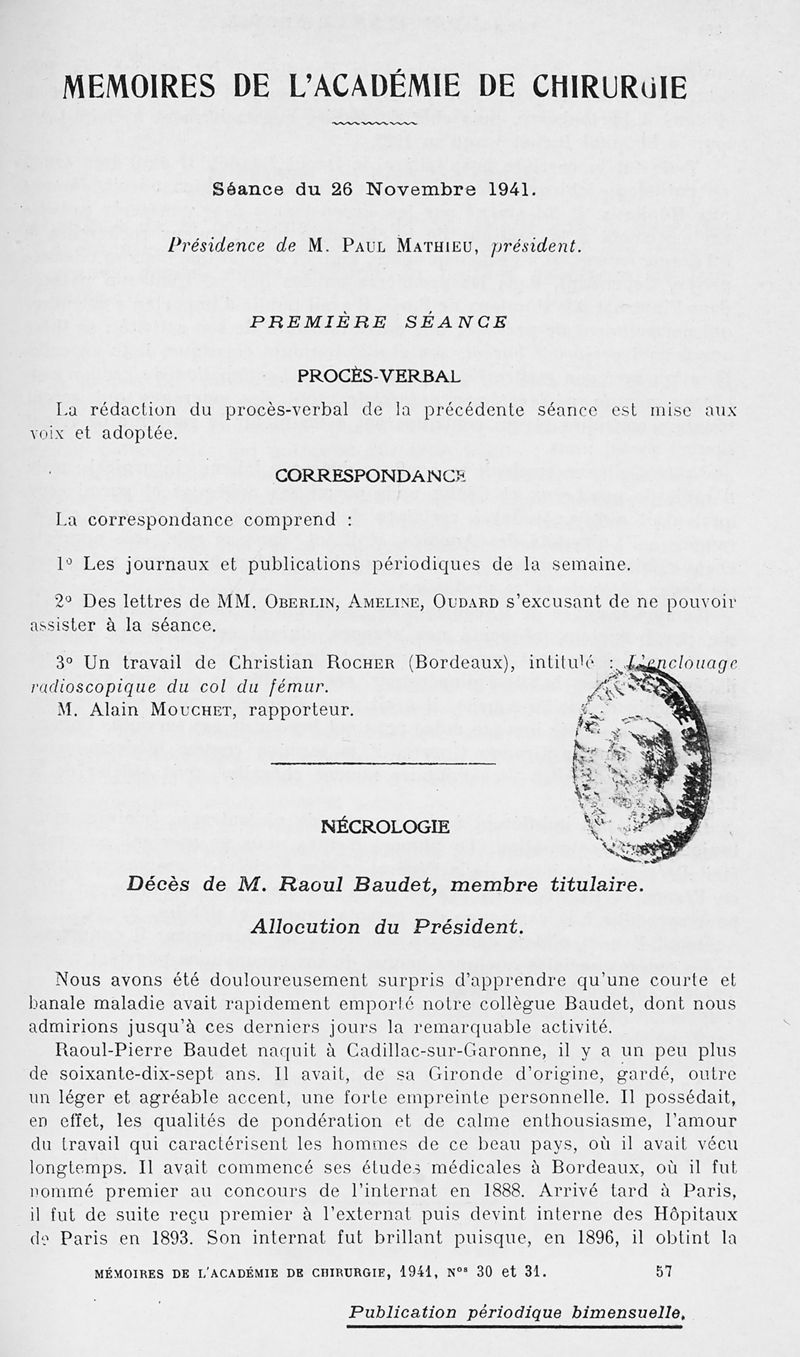 MEMOIRES DE L'ACADÉMIE DE CHIRURGIE
Séance du 26 Novembre 1941.
Présidence de M. PAUL MATHIEU, président.
PREMIÈRE SÉANCE
PROCÈS-VERBAL
La rédaction du procès-verbal de la précédente séance est mise aux
voix et adoptée.
CORRESPONDANCE
La correspondance comprend :
1º Les journaux et publications périodiques de la semaine.
2º Des lettres de MM. OBERLIN, AMELINE, OUDARD s'excusant de ne pouvoir
assister à la séance.
3º Un travail de Christian ROCHER (Bordeaux), intitulé : L'enclouage
radioscopique du col du fémur.
M. Alain MOUCHET, rapporteur.
NÉCROLOGIE
Décès de M. Raoul Baudet, membre titulaire.
Allocution du Président.
Nous avons été douloureusement surpris d'apprendre qu'une courte et
banale maladie avait rapidement emporté notre collègue Baudet, dont nous
admirions jusqu'à ces derniers jours la remarquable activité.
Raoul-Pierre Baudet naquit à Cadillac-sur-Garonne, il y a un peu plus
de soixante-dix-sept ans. Il avait, de sa Gironde d'origine, gardé, outre
un léger et agréable accent, une forte empreinte personnelle. Il possédait,
en effet, les qualités de pondération et de calme enthousiasme, l'amour
du travail qui caractérisent les hommes de ce beau pays, où il avait vécu
longtemps. Il avait commencé ses études médicales à Bordeaux, où il fut
nommé premier au concours de l'internat en 1888. Arrivé tard à Paris,
il fut de suite reçu premier à l'externat puis devint interne des Hôpitaux
de Paris en 1893. Son internat fut brillant puisque, en 1896, il obtint la
MÉMOIRES DE L'ACADÉMIE DE CHIRURGIE, 1941, Nos 30 et 31. 57
Publication périodique bimensuelle.